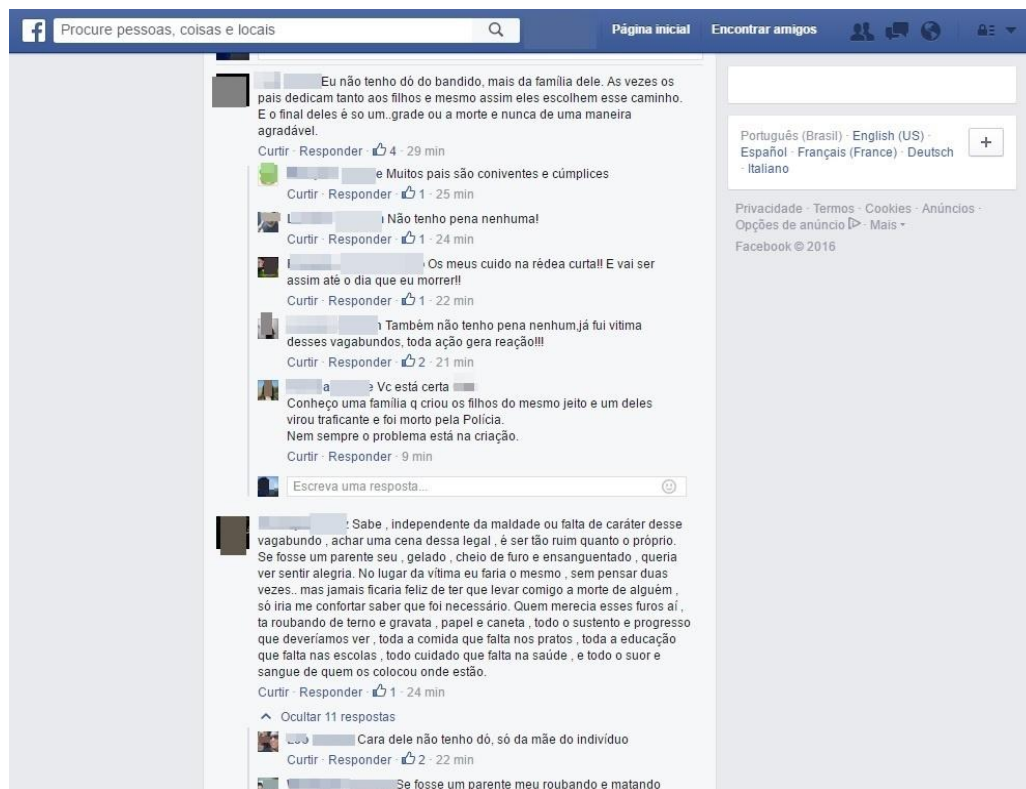 f
Procure pessoas, coisas e locais
Página inicial
Encontrar amigos
Eu não tenho dò do bandido, mais da família dele. As vezes os
pais dedicam tanto aos filhos e mesmo assim eles escolhem esse caminho.
E o final deles è so um..grade ou a morte e nunca de uma maneira
agradável.
Curtir · Responder · 4 · 29 min
e Muitos pais são coniventes e cúmplices
Curtir · Responder · 1 · 25 min
Não tenho pena nenhuma!
Curtir · Responder · 1 · 24 min
Os meus cuido na rédea curta!! E vai ser
assim até o dia que eu morrer!!
Curtir · Responder · 1 · 22 min
Também não tenho pena nenhum,já fui vitima
desses vagabundos, toda ação gera reação!!!
Curtir · Responder · 2 · 21 min
a e Vc está certa
Conheço uma família q criou os filhos do mesmo jeito e um deles
virou traficante e foi morto pela Polícia.
Nem sempre o problema está na criação.
Curtir · Responder · 9 min
Escreva uma resposta...
Sabe , independente da maldade ou falta de caráter desse
vagabundo , achar uma cena dessa legal , é ser tão ruim quanto o próprio.
Se fosse um parente seu , gelado , cheio de furo e ensanguentado , queria
ver sentir alegria. No lugar da vítima eu faria o mesmo , sem pensar duas
vezes.. mas jamais ficaria feliz de ter que levar comigo a morte de alguém ,
só iria me confortar saber que foi necessário. Quem merecia esses furos aí ,
ta roubando de terno e gravata , papel e caneta , todo o sustento e progresso
que deveríamos ver , toda a comida que falta nos pratos , toda a educação
que falta nas escolas , todo cuidado que falta na saúde , e todo o suor e
sangue de quem os colocou onde estão.
Curtir · Responder · 1 · 24 min
Ocultar 11 respostas
Cara dele não tenho dó, só da mãe do indivíduo
Curtir · Responder · 2 · 22 min
Se fosse um parente meu roubando e matando
Português (Brasil) · English (US) ·
Español · Français (France) · Deutsch
· Italiano
+
Privacidade · Termos · Cookies · Anúncios ·
Opções de anúncio · Mais
Facebook © 2016